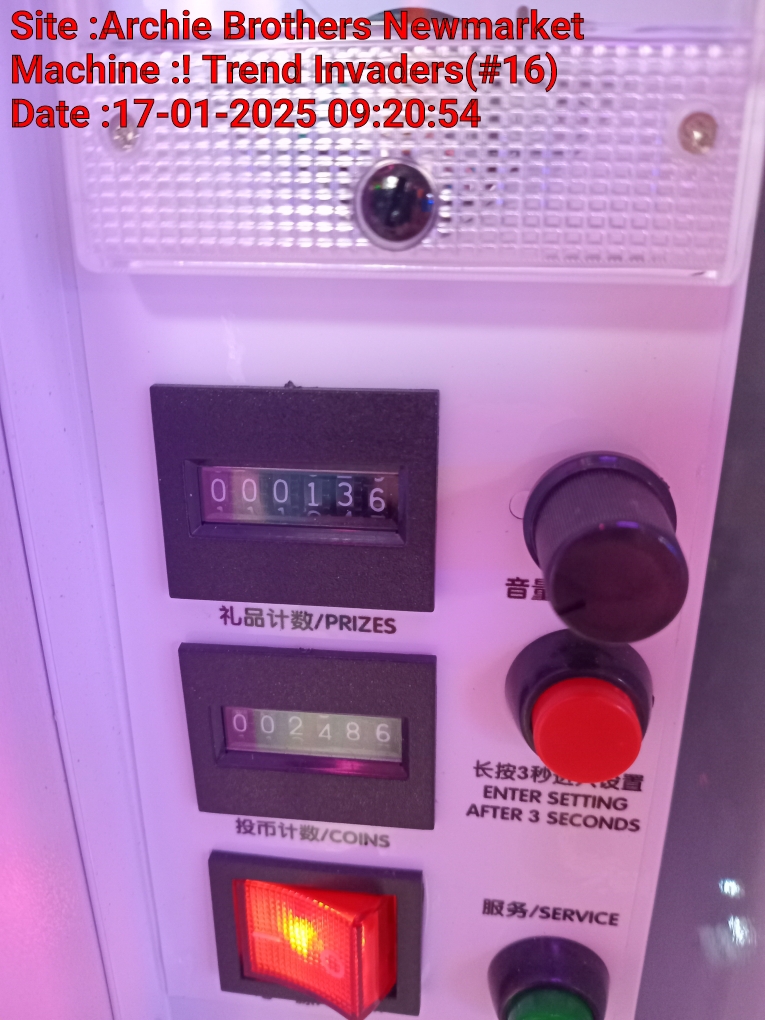 Site :Archie Brothers Newmarket
Machine :! Trend Invaders(#16)
Date :17-01-2025 09:20:54
000136
礼品计数/PRIZES
音量
002486
长按3秒进入设置
ENTER SETTING
AFTER 3 SECONDS
投币计数/COINS
服务/SERVICE